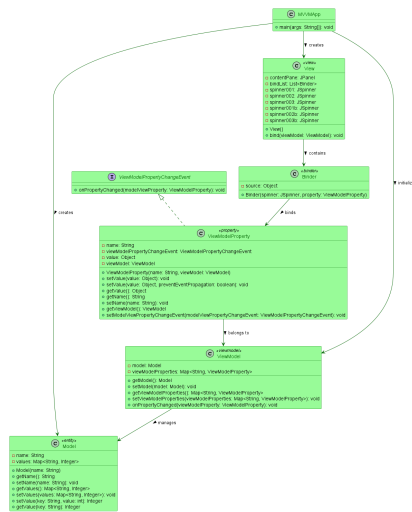 MVVMApp
main(args: String[]): void
creates
«view»
View
contentPane: JPanel
bindList: List<Binder>
spinner001: JSpinner
spinner002: JSpinner
spinner003: JSpinner
spinner001b: JSpinner
spinner002b: JSpinner
spinner003b: JSpinner
View()
bind(viewModel: ViewModel): void
contains
«binder»
Binder
source: Object
Binder(spinner: JSpinner, property: ViewModelProperty)
initialize
ViewModelPropertyChangeEvent
onPropertyChanged(modelViewProperty: ViewModelProperty): void
creates
binds
«property»
ViewModelProperty
name: String
viewModelPropertyChangeEvent: ViewModelPropertyChangeEvent
value: Object
viewModel: ViewModel
ViewModelProperty(name: String, viewModel: ViewModel)
setValue(value: Object): void
setValue(value: Object, preventEventPropagation: boolean): void
getValue(): Object
getName(): String
setName(name: String): void
getViewModel(): ViewModel
setModelViewPropertyChangeEvent(modelViewPropertyChangeEvent: ViewModelPropertyChangeEvent): void
belongs to
«viewmodel»
ViewModel
model: Model
viewModelProperties: Map<String, ViewModelProperty>
getModel(): Model
setModel(model: Model): void
getViewModelProperties(): Map<String, ViewModelProperty>
setViewModelProperties(viewModelProperties: Map<String, ViewModelProperty>): void
onPropertyChanged(viewModelProperty: ViewModelProperty): void
manages
«entity»
Model
name: String
values: Map<String, Integer>
Model(name: String)
getName(): String
setName(name: String): void
getValues(): Map<String, Integer>
setValues(values: Map<String, Integer>): void
setValue(key: String, value: int): Integer
getValue(key: String): Integer